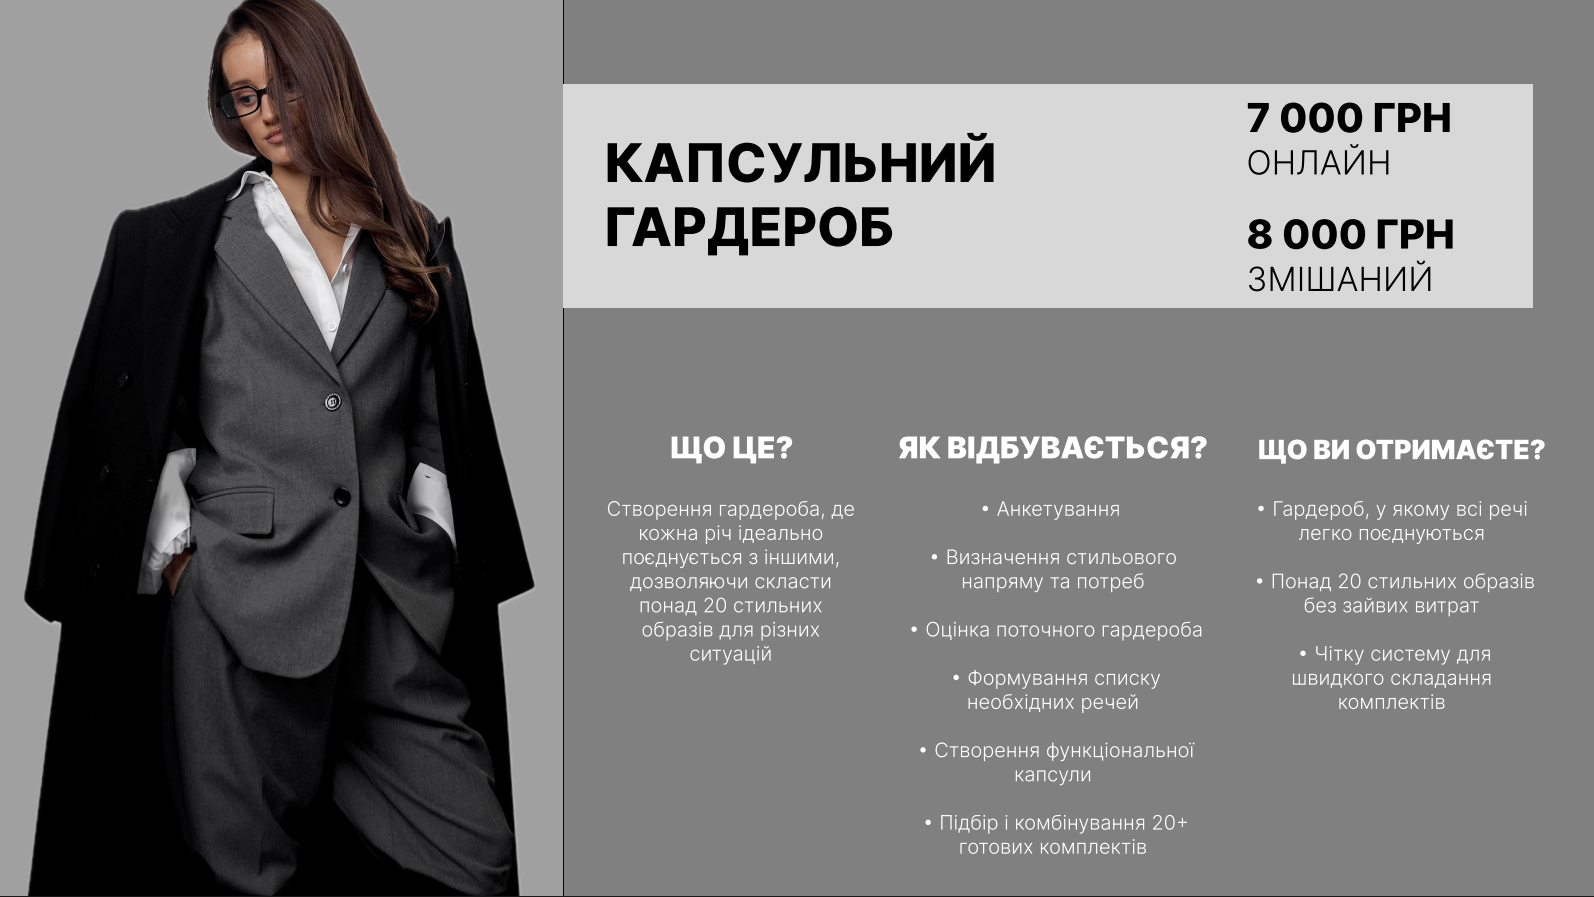 КАПСУЛЬНИЙ
ГАРДЕРОБ
7 000 ГРН
ОНЛАЙН
8 000 ГРН
ЗМІШАНИЙ
ЩО ЦЕ?
Створення гардероба, де
кожна річ ідеально
поєднується з іншими,
дозволяючи скласти
понад 20 стильних
образів для різних
ситуацій
ЯК ВІДБУВАЄТЬСЯ?
• Анкетування
• Визначення стильового
напряму та потреб
• Оцінка поточного гардероба
• Формування списку
необхідних речей
• Створення функціональної
капсули
• Підбір і комбінування 20+
готових комплектів
ЩО ВИ ОТРИМАЄТЕ?
• Гардероб, у якому всі речі
легко поєднуються
• Понад 20 стильних образів
без зайвих витрат
• Чітку систему для
швидкого складання
комплектів